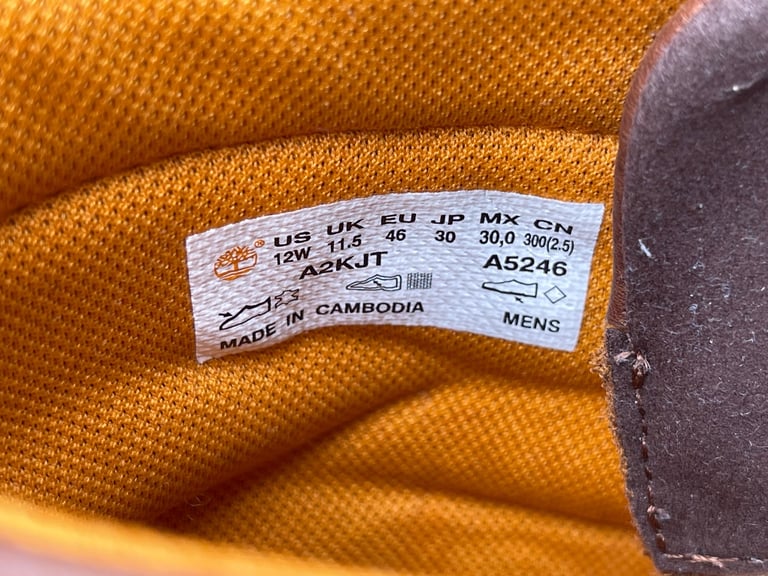 US UK EU JP MX CN
12W 11.5 46 30 30,0 300(2.5)
A2KJT A5246
MADE IN CAMBODIA MENS